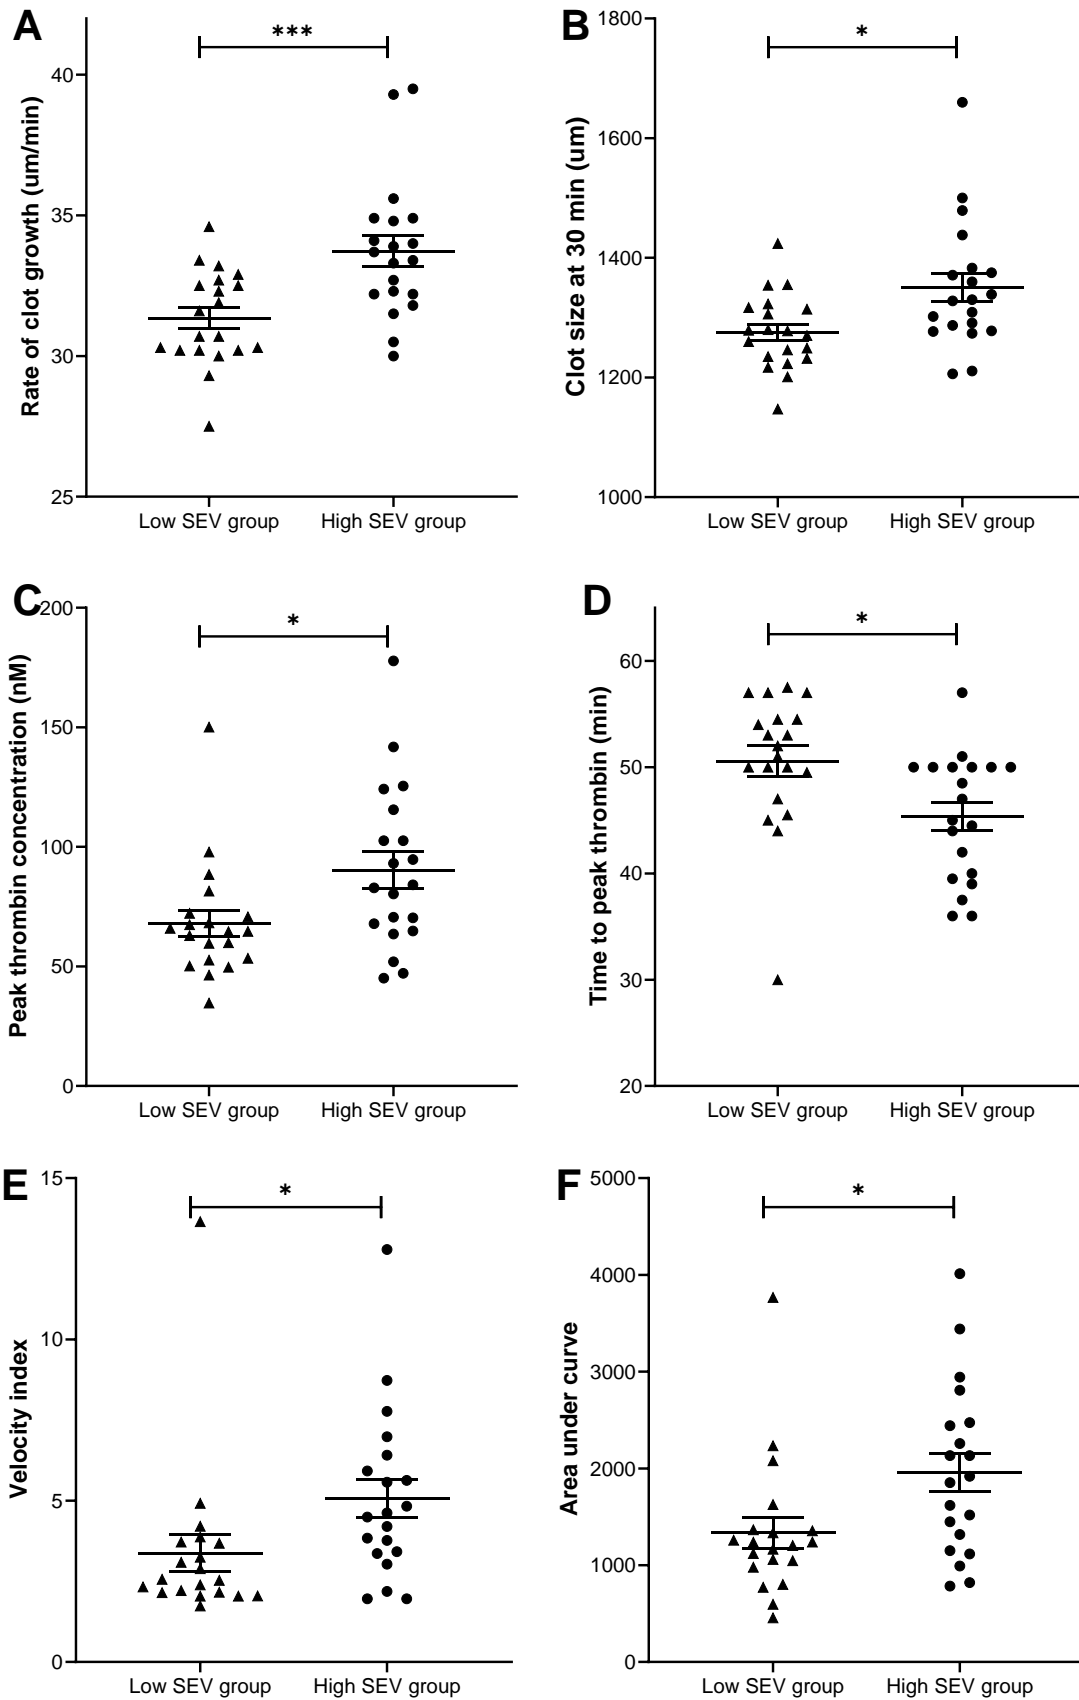 A
***
Rate of clot growth (um/min)
40
35
30
25
Low SEV group
High SEV group
B
*
Clot size at 30 min (um)
1800
1600
1400
1200
1000
Low SEV group
High SEV group
C
*
Peak thrombin concentration (nM)
200
150
100
50
0
Low SEV group
High SEV group
D
*
Time to peak thrombin (min)
60
50
40
30
20
Low SEV group
High SEV group
E
*
Velocity index
15
10
5
0
Low SEV group
High SEV group
F
*
Area under curve
5000
4000
3000
2000
1000
0
Low SEV group
High SEV group